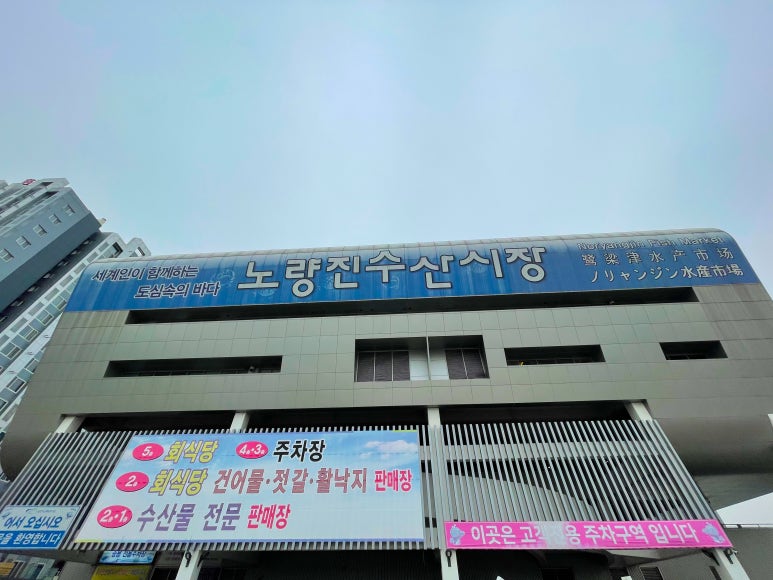 세계인이 함께하는
도심속의 바다
노량진수산시장
Noryangjin Fish Market
鹭梁津水产市场
ノリャンジン水産市場
5층 회식당 4층·3층 주차장
2층 회식당 건어물·젓갈·활낙지 판매장
2층·1층 수산물 전문 판매장
어서 오십시오
을 환영합니다
이곳은 고객전용 주차구역 입니다